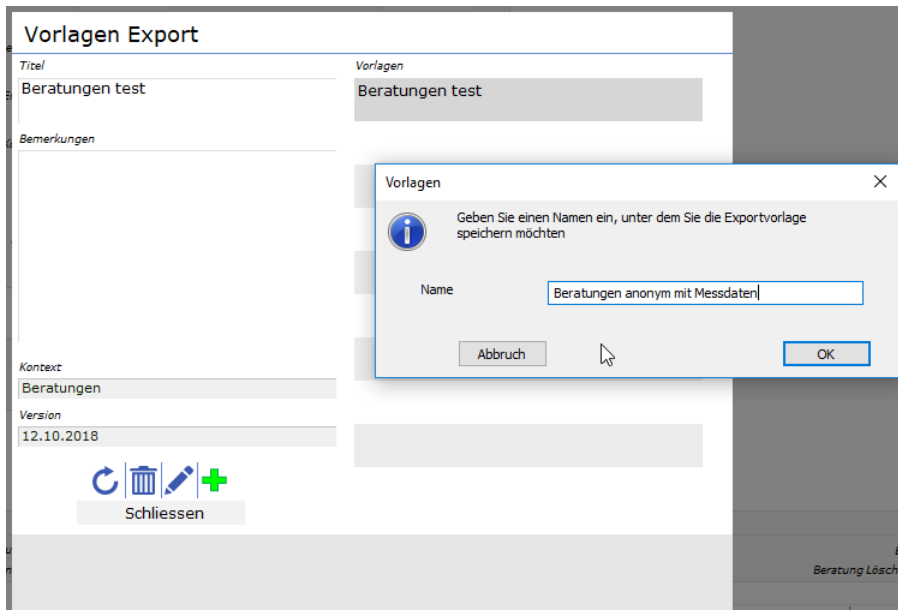 Vorlagen Export
Titel
Vorlagen
Beratungen test
Beratungen test
Bemerkungen
Vorlagen
Geben Sie einen Namen ein, unter dem Sie die Exportvorlage
speichern möchten
Name
Beratungen anonym mit Messdaten
Abbruch
OK
Kontext
Beratungen
Version
12.10.2018
Schliessen
Beratung Lösch